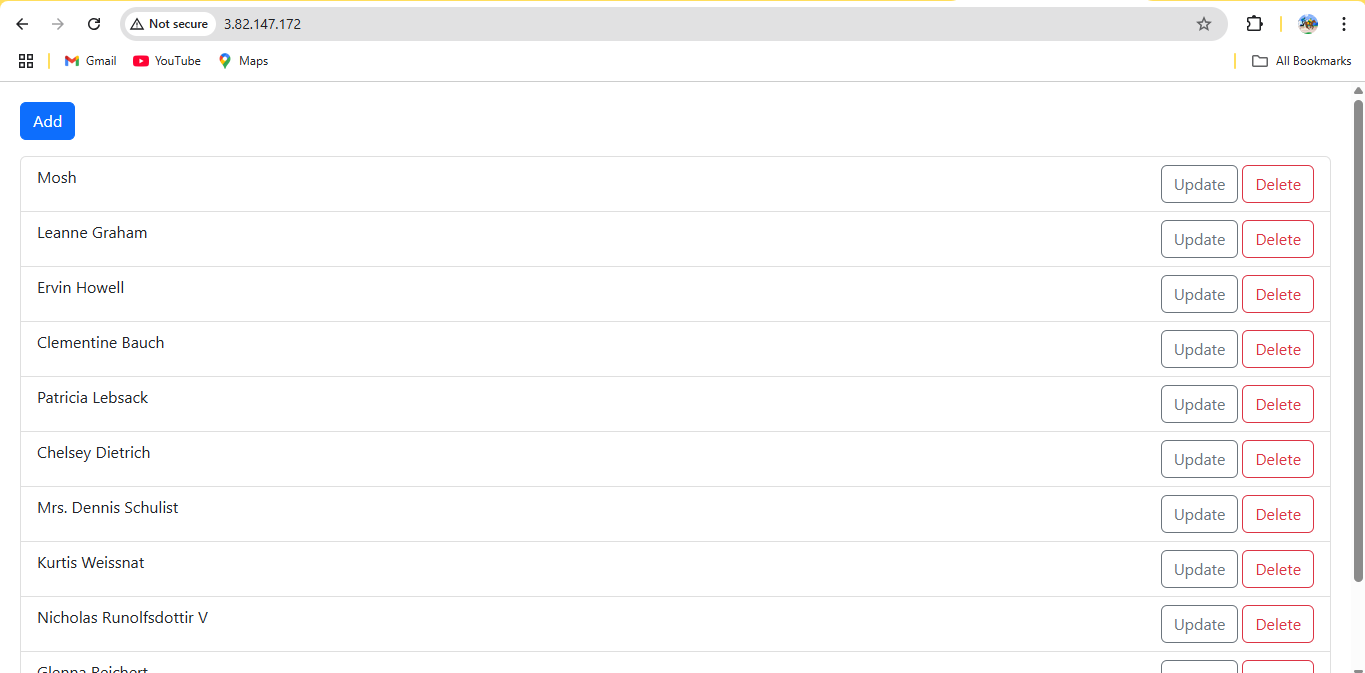 Not secure 3.82.147.172
Gmail YouTube Maps All Bookmarks
Add
Mosh Update Delete
Leanne Graham Update Delete
Ervin Howell Update Delete
Clementine Bauch Update Delete
Patricia Lebsack Update Delete
Chelsey Dietrich Update Delete
Mrs. Dennis Schulist Update Delete
Kurtis Weissnat Update Delete
Nicholas Runolfsdottir V Update Delete
Glenna Reichert